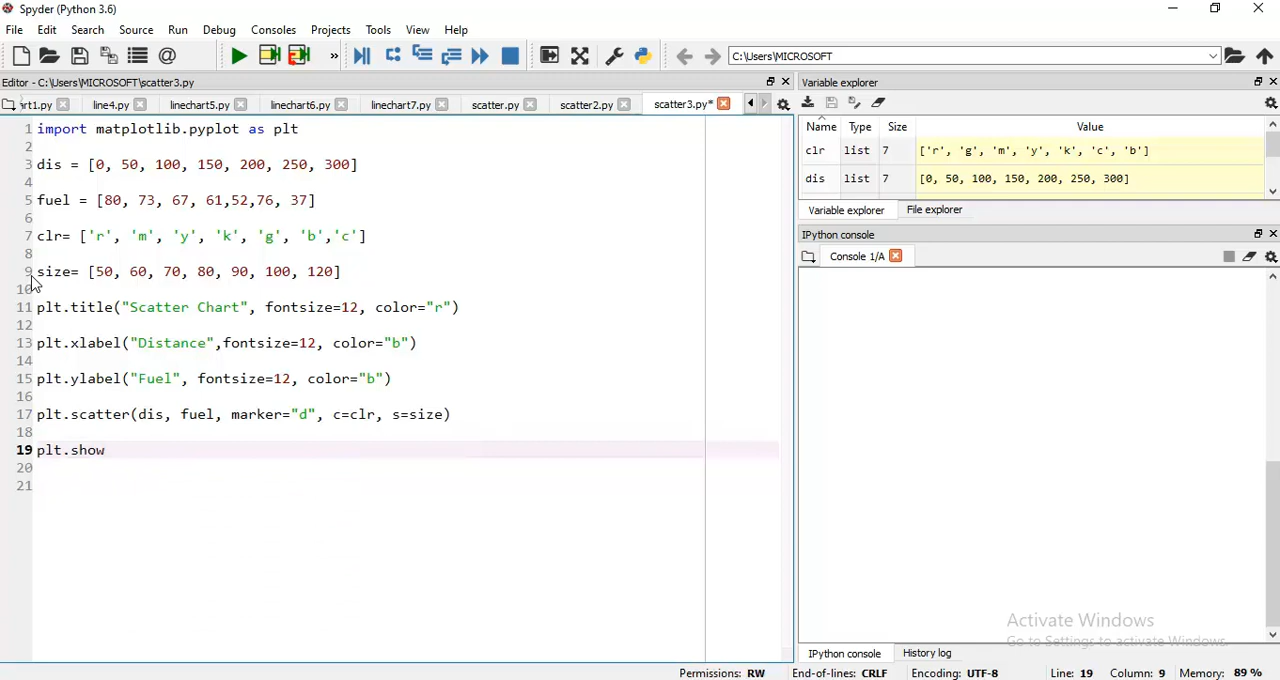 Spyder (Python 3.6)
File Edit Search Source Run Debug Consoles Projects Tools View Help
C:\Users\MICROSOFT
Editor - C:\Users\MICROSOFT\scatter3.py
rt1.py line4.py linechart5.py linechart6.py linechart7.py scatter.py scatter2.py scatter3.py*
1 import matplotlib.pyplot as plt
2
3 dis = [0, 50, 100, 150, 200, 250, 300]
4
5 fuel = [80, 73, 67, 61,52,76, 37]
6
7 clr= ['r', 'm', 'y', 'k', 'g', 'b','c']
8
9 size= [50, 60, 70, 80, 90, 100, 120]
10
11 plt.title("Scatter Chart", fontsize=12, color="r")
12
13 plt.xlabel("Distance",fontsize=12, color="b")
14
15 plt.ylabel("Fuel", fontsize=12, color="b")
16
17 plt.scatter(dis, fuel, marker="d", c=clr, s=size)
18
19 plt.show
20
21
Variable explorer
Name Type Size Value
clr list 7 ['r', 'g', 'm', 'y', 'k', 'c', 'b']
dis list 7 [0, 50, 100, 150, 200, 250, 300]
Variable explorer File explorer
IPython console
Console 1/A
Activate Windows
Go to Settings to activate Windows.
IPython console History log
Permissions: RW End-of-lines: CRLF Encoding: UTF-8 Line: 19 Column: 9 Memory: 89 %